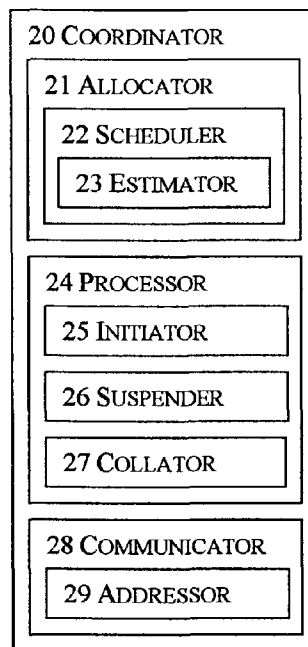 20 COORDINATOR
21 ALLOCATOR
22 SCHEDULER
23 ESTIMATOR
24 PROCESSOR
25 INITIATOR
26 SUSPENDER
27 COLLATOR
28 COMMUNICATOR
29 ADDRESSOR